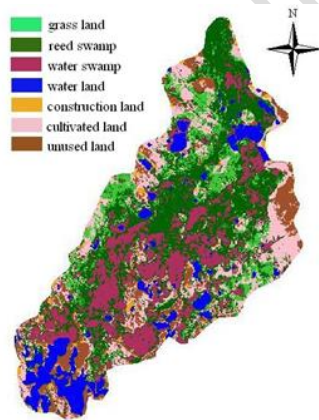 N
grass land
reed swamp
water swamp
water land
construction land
cultivated land
unused land